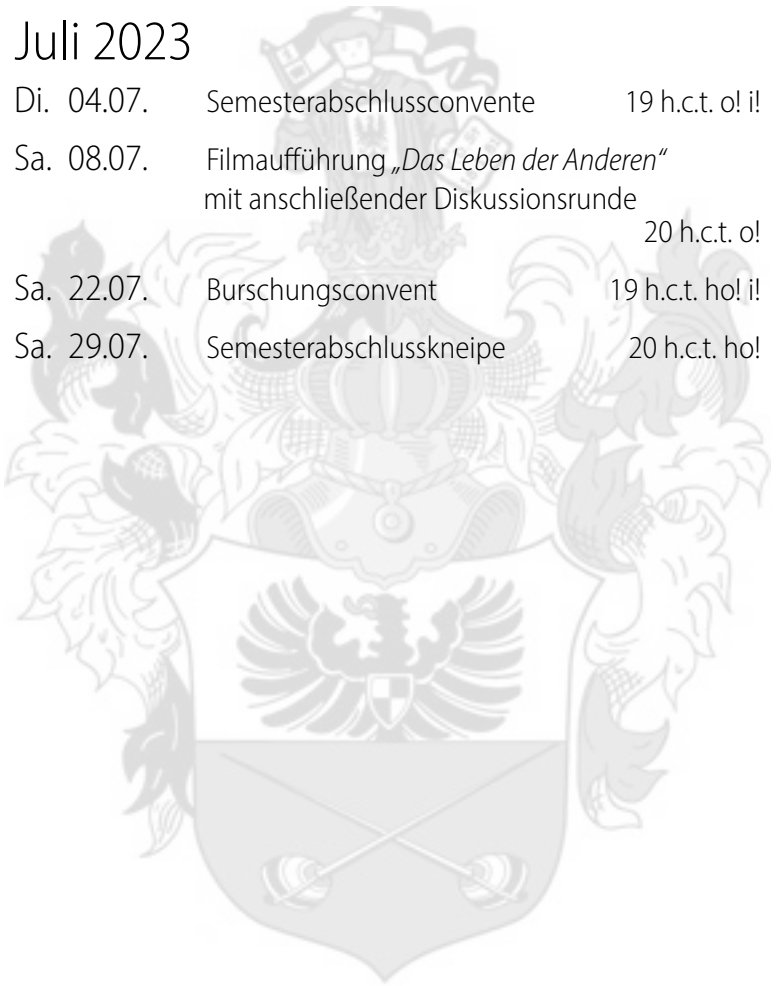 Juli 2023
Di. 04.07. Semesterabschlussconvente 19 h.c.t. o! i!
Sa. 08.07. Filmaufführung „Das Leben der Anderen“
mit anschließender Diskussionsrunde
20 h.c.t. o!
Sa. 22.07. Burschungsconvent 19 h.c.t. ho! i!
Sa. 29.07. Semesterabschlusskneipe 20 h.c.t. ho!